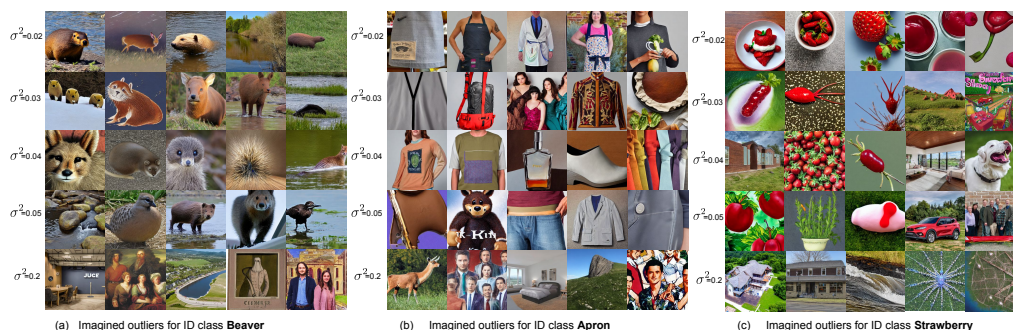 σ²=0.02
σ²=0.03
σ²=0.04
σ²=0.05
σ²=0.2
JUCE
(a) Imagined outliers for ID class Beaver
σ²=0.02
σ²=0.03
σ²=0.04
σ²=0.05
σ²=0.2
(b) Imagined outliers for ID class Apron
σ²=0.02
σ²=0.03
σ²=0.04
σ²=0.05
σ²=0.2
(c) Imagined outliers for ID class Strawberry